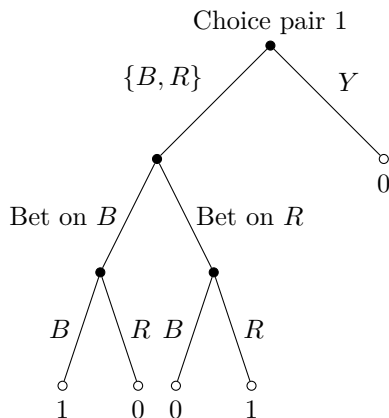 Choice pair 1
{B, R} Y
0
Bet on B Bet on R
B R B R
1 0 0 1